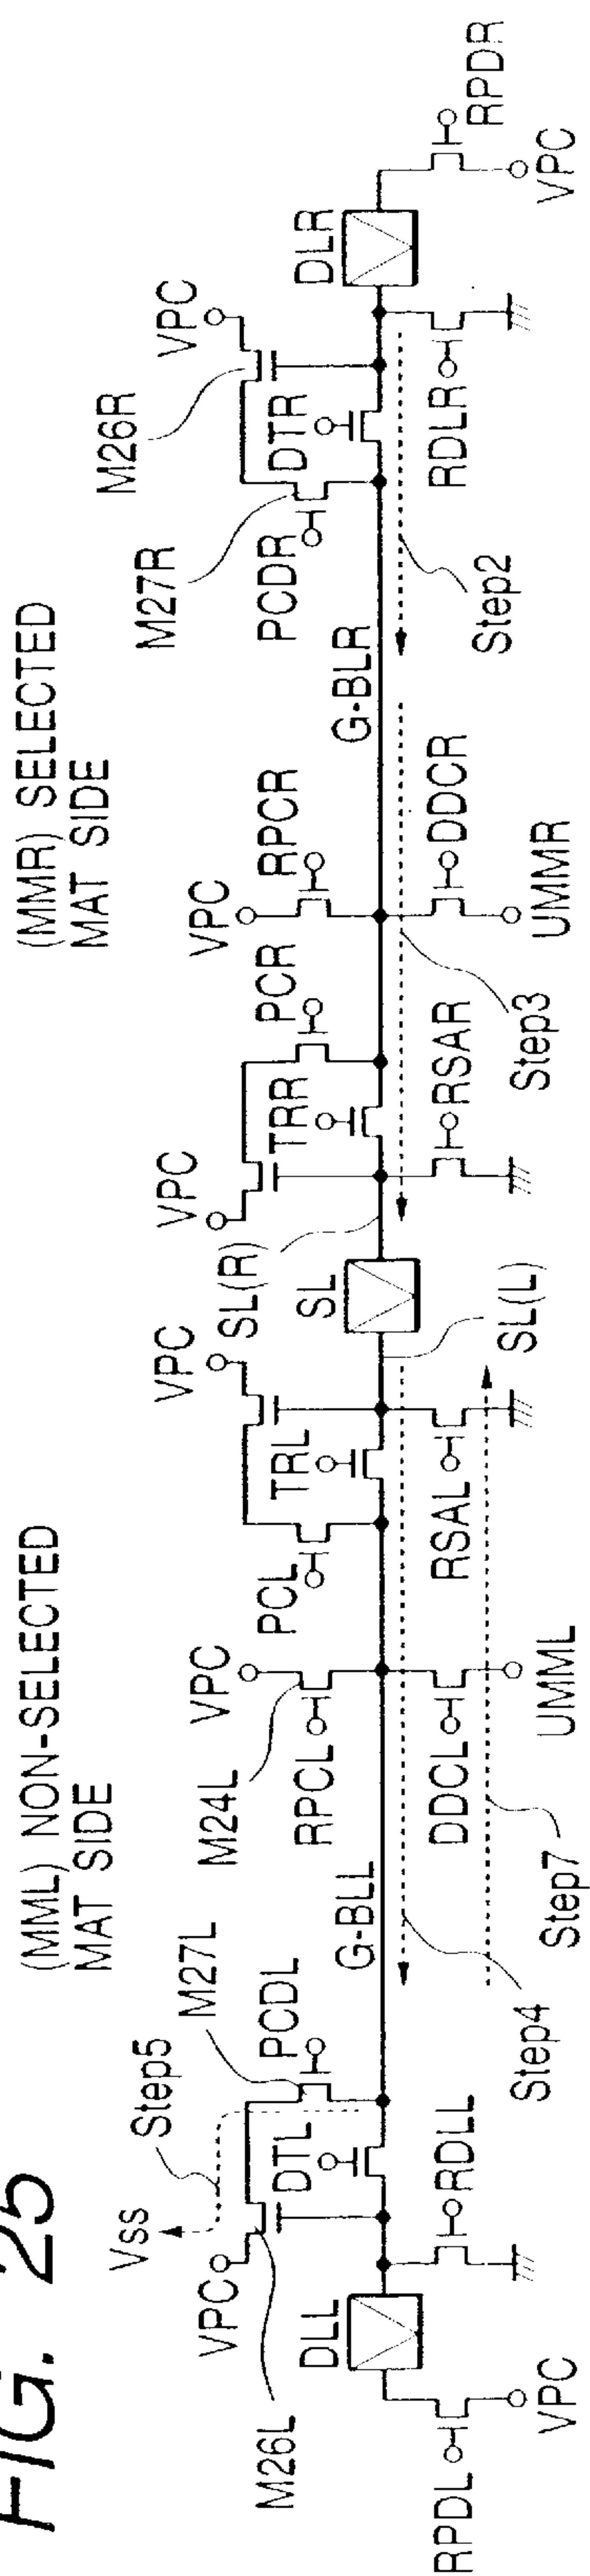 FIG. 25
(MML) NON-SELECTED
MAT SIDE
(MMR) SELECTED
MAT SIDE
Vss
Step5
M27L
M24L
VPC
VPC
SL(R)
VPC
VPC
M27R
M26R
VPC
VPC
M26L
DLL
DTL
PCDL
G-BLL
RPCL
PCL
TRL
SL
TRR
PCR
RPCR
G-BLR
PCDR
DTR
DLR
RPDL
VPC
RDLL
Step4
Step7
DDCL
UMML
RSAL
SL(L)
RSAR
Step3
DDCR
UMMR
Step2
RDLR
RPDR
VPC